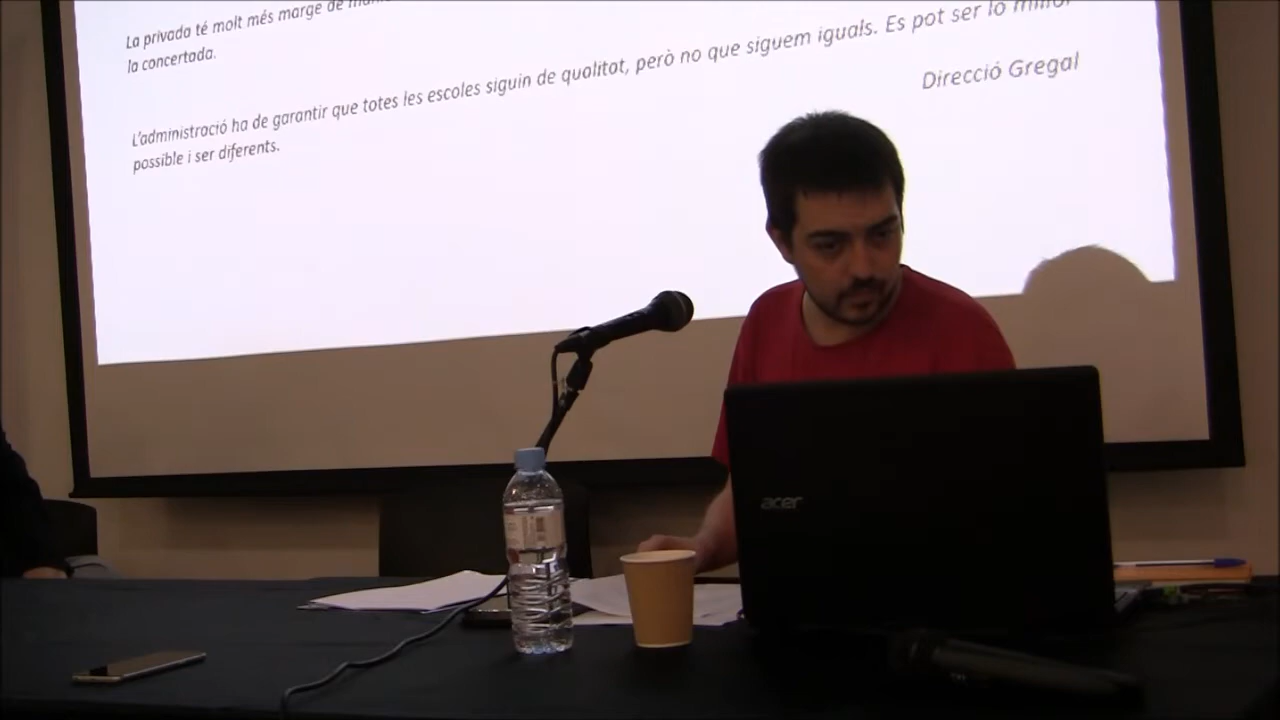 La privada té molt més marge de
la concertada.
L'administració ha de garantir que totes les escoles siguin de qualitat, però no que siguem iguals. Es pot ser lo millor
possible i ser diferents.
Direcció Gregal
acer